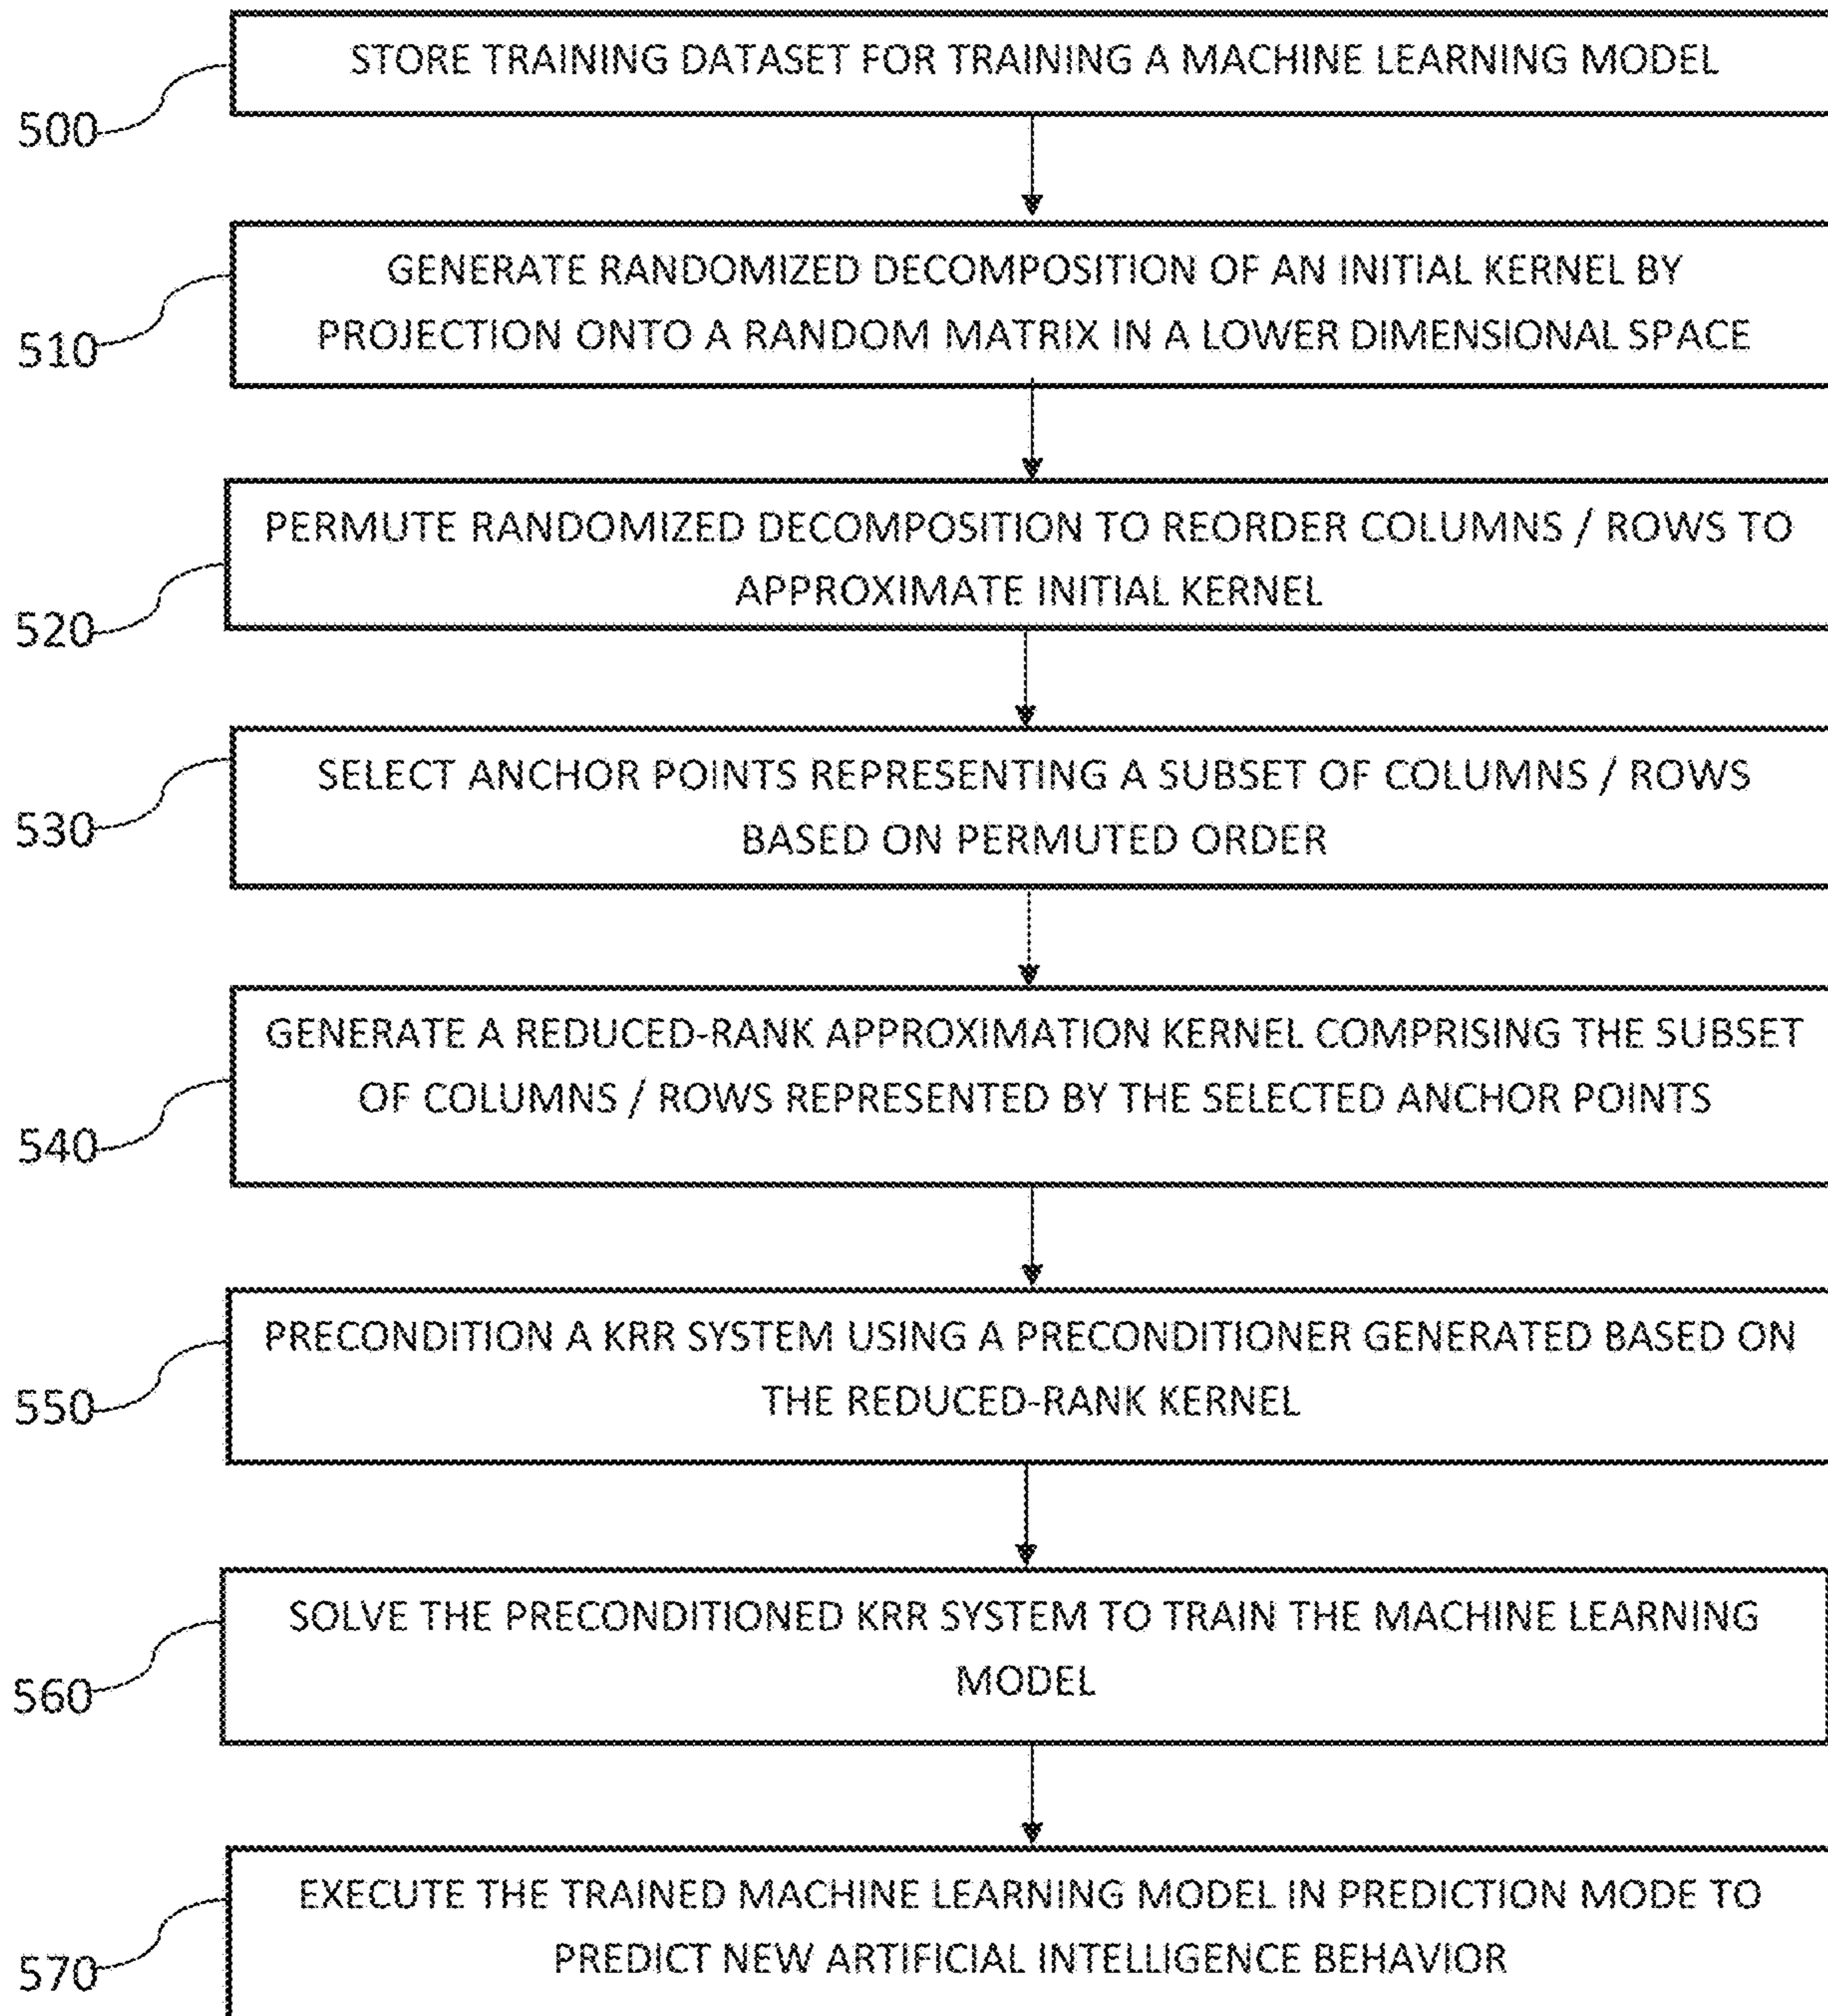 STORE TRAINING DATASET FOR TRAINING A MACHINE LEARNING MODEL
500
GENERATE RANDOMIZED DECOMPOSITION OF AN INITIAL KERNEL BY
PROJECTION ONTO A RANDOM MATRIX IN A LOWER DIMENSIONAL SPACE
510
PERMUTE RANDOMIZED DECOMPOSITION TO REORDER COLUMNS / ROWS TO
APPROXIMATE INITIAL KERNEL
520
SELECT ANCHOR POINTS REPRESENTING A SUBSET OF COLUMNS / ROWS
BASED ON PERMUTED ORDER
530
GENERATE A REDUCED-RANK APPROXIMATION KERNEL COMPRISING THE SUBSET
OF COLUMNS / ROWS REPRESENTED BY THE SELECTED ANCHOR POINTS
540
PRECONDITION A KRR SYSTEM USING A PRECONDITIONER GENERATED BASED ON
THE REDUCED-RANK KERNEL
550
SOLVE THE PRECONDITIONED KRR SYSTEM TO TRAIN THE MACHINE LEARNING
MODEL
560
EXECUTE THE TRAINED MACHINE LEARNING MODEL IN PREDICTION MODE TO
PREDICT NEW ARTIFICIAL INTELLIGENCE BEHAVIOR
570